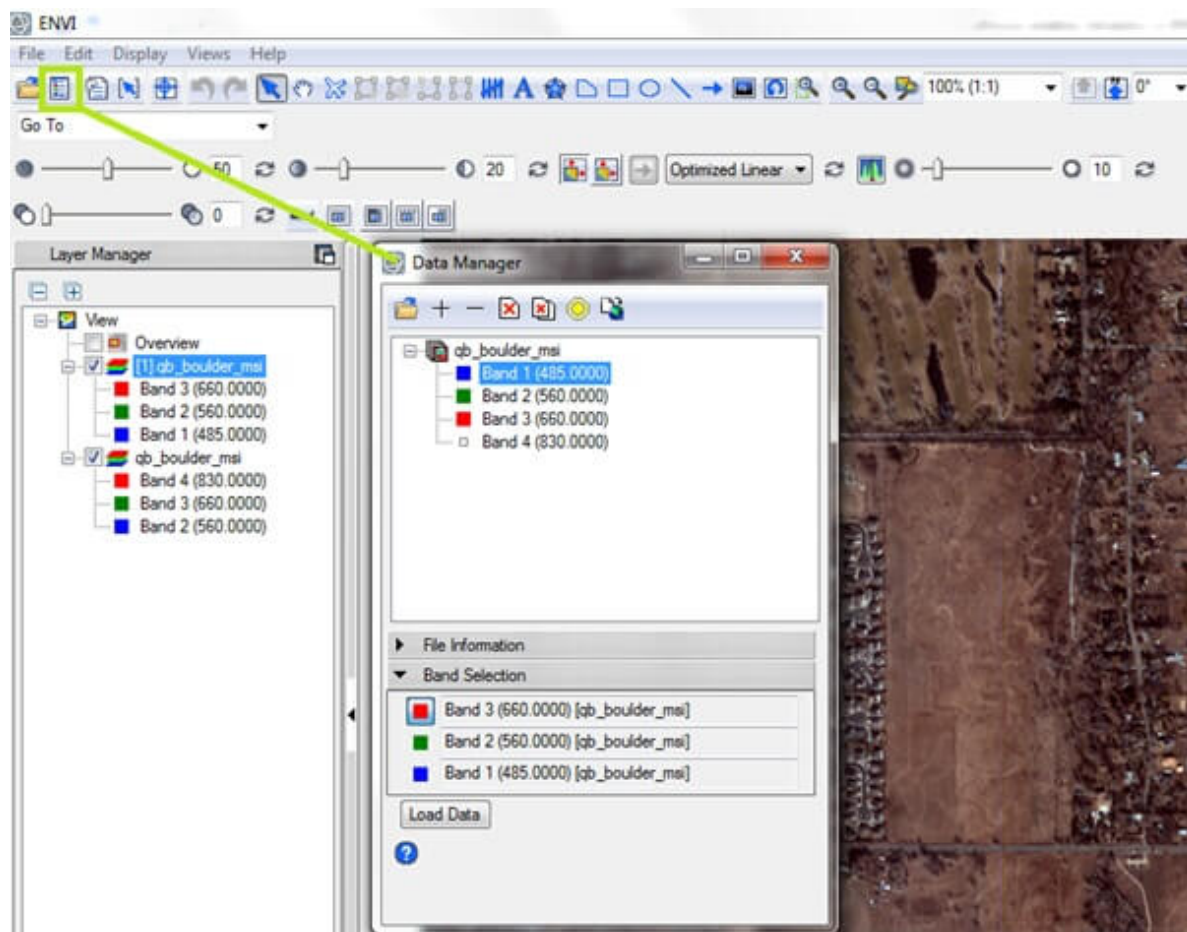 ENVI
File Edit Display Views Help
100% (1:1) 0°
Go To
50 20 Optimized Linear 10
0
Layer Manager
View
Overview
[1] qb_boulder_msi
Band 3 (660.0000)
Band 2 (560.0000)
Band 1 (485.0000)
qb_boulder_msi
Band 4 (830.0000)
Band 3 (660.0000)
Band 2 (560.0000)
Data Manager
qb_boulder_msi
Band 1 (485.0000)
Band 2 (560.0000)
Band 3 (660.0000)
Band 4 (830.0000)
File Information
Band Selection
Band 3 (660.0000) [qb_boulder_msi]
Band 2 (560.0000) [qb_boulder_msi]
Band 1 (485.0000) [qb_boulder_msi]
Load Data